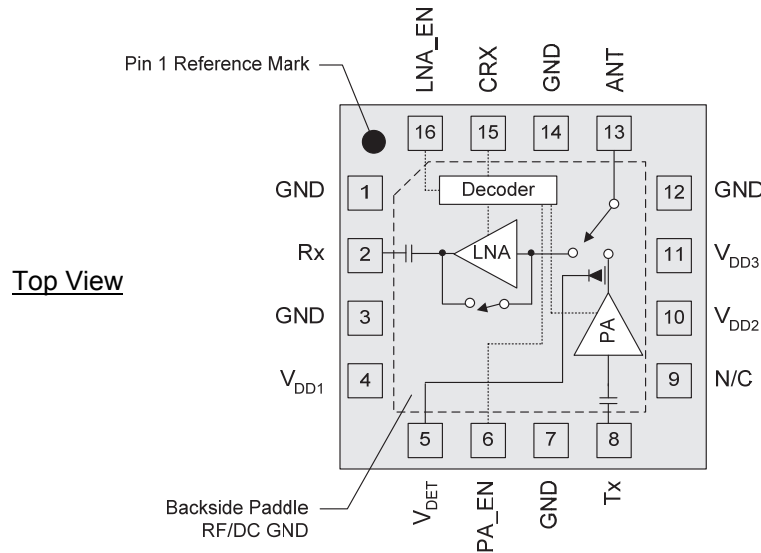 LNA_EN
CRX
GND
ANT
Pin 1 Reference Mark
16
15
14
13
GND
1
Decoder
12
GND
Rx
2
LNA
11
VDD3
Top View
GND
3
PA
10
VDD2
VDD1
4
9
N/C
5
6
7
8
Backside Paddle
RF/DC GND
VDET
PA_EN
GND
Tx